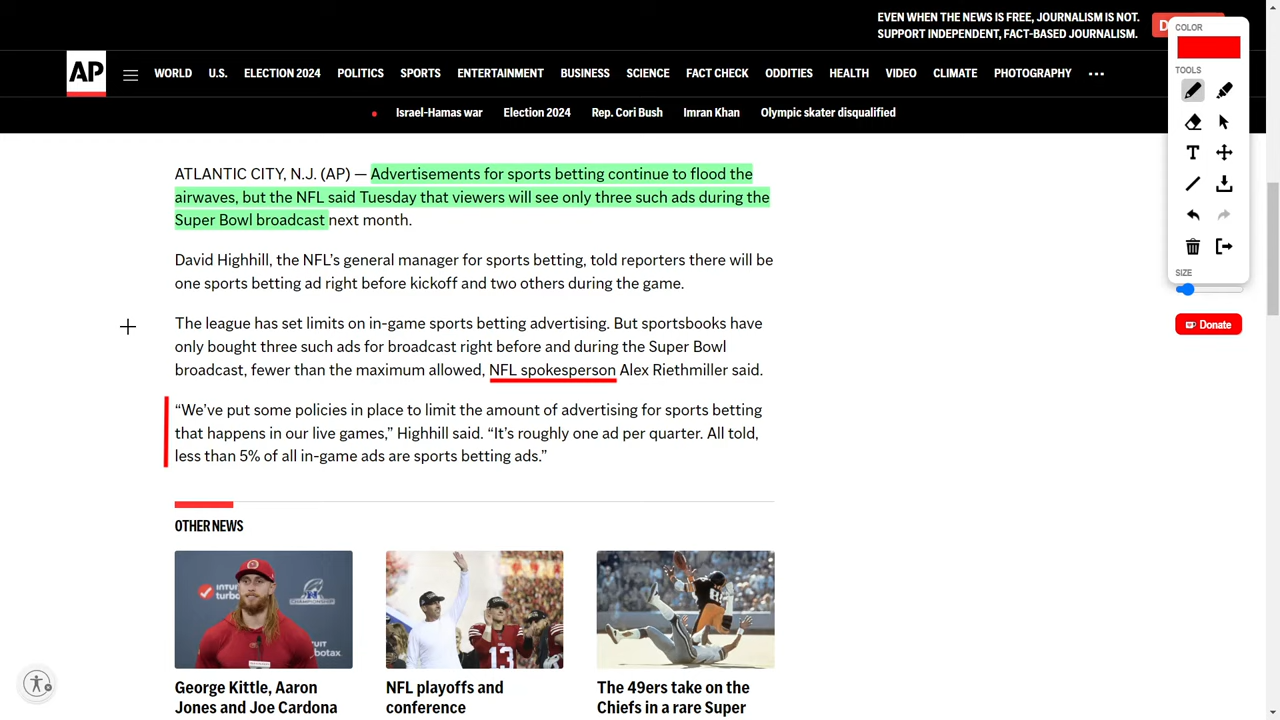 EVEN WHEN THE NEWS IS FREE, JOURNALISM IS NOT.
SUPPORT INDEPENDENT, FACT-BASED JOURNALISM.
COLOR
TOOLS
SIZE
Donate
AP
WORLD U.S. ELECTION 2024 POLITICS SPORTS ENTERTAINMENT BUSINESS SCIENCE FACT CHECK ODDITIES HEALTH VIDEO CLIMATE PHOTOGRAPHY
Israel-Hamas war Election 2024 Rep. Cori Bush Imran Khan Olympic skater disqualified
ATLANTIC CITY, N.J. (AP) — Advertisements for sports betting continue to flood the
airwaves, but the NFL said Tuesday that viewers will see only three such ads during the
Super Bowl broadcast next month.
David Highhill, the NFL’s general manager for sports betting, told reporters there will be
one sports betting ad right before kickoff and two others during the game.
The league has set limits on in-game sports betting advertising. But sportsbooks have
only bought three such ads for broadcast right before and during the Super Bowl
broadcast, fewer than the maximum allowed, NFL spokesperson Alex Riethmiller said.
“We’ve put some policies in place to limit the amount of advertising for sports betting
that happens in our live games,” Highhill said. “It’s roughly one ad per quarter. All told,
less than 5% of all in-game ads are sports betting ads.”
OTHER NEWS
George Kittle, Aaron
Jones and Joe Cardona
NFL playoffs and
conference
The 49ers take on the
Chiefs in a rare Super